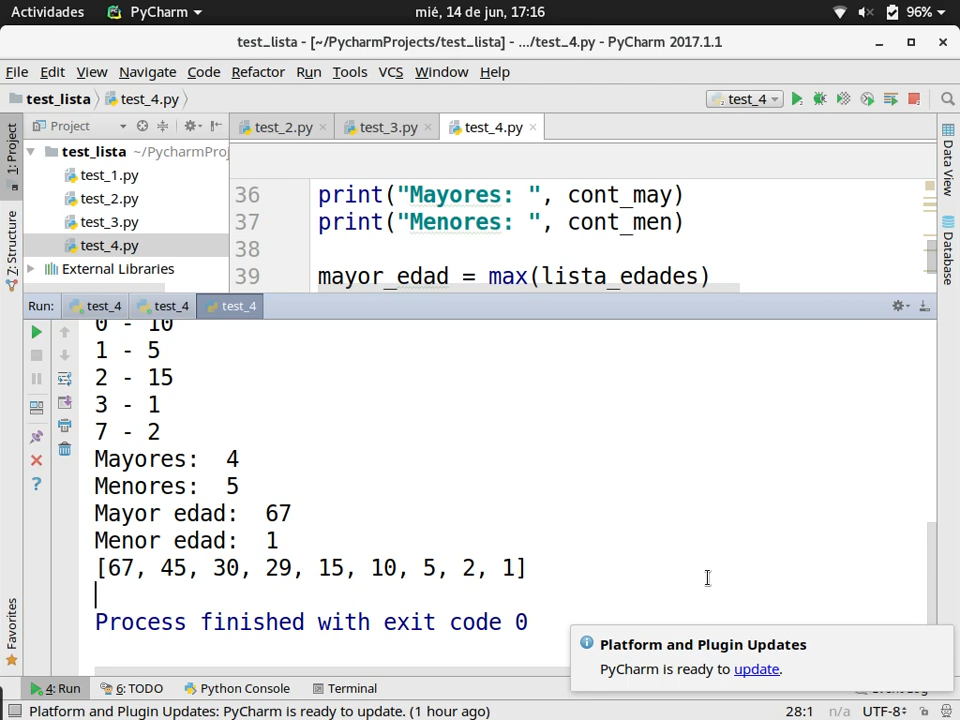 Actividades PyCharm mié, 14 de jun, 17:16 96%
test_lista - [~/PycharmProjects/test_lista] - .../test_4.py - PyCharm 2017.1.1
File Edit View Navigate Code Refactor Run Tools VCS Window Help
test_lista test_4.py test_4
Project test_2.py test_3.py test_4.py
1: Project
7: Structure
Favorites
Data View
Database
test_lista ~/PycharmProj
test_1.py
test_2.py
test_3.py
test_4.py
External Libraries
36 print("Mayores: ", cont_may)
37 print("Menores: ", cont_men)
38
39 mayor_edad = max(lista_edades)
Run: test_4 test_4 test_4
0 - 10
1 - 5
2 - 15
3 - 1
7 - 2
Mayores:  4
Menores:  5
Mayor edad:  67
Menor edad:  1
[67, 45, 30, 29, 15, 10, 5, 2, 1]
Process finished with exit code 0
Platform and Plugin Updates
PyCharm is ready to update.
4: Run 6: TODO Python Console Terminal Event Log
Platform and Plugin Updates: PyCharm is ready to update. (1 hour ago) 28:1 n/a UTF-8